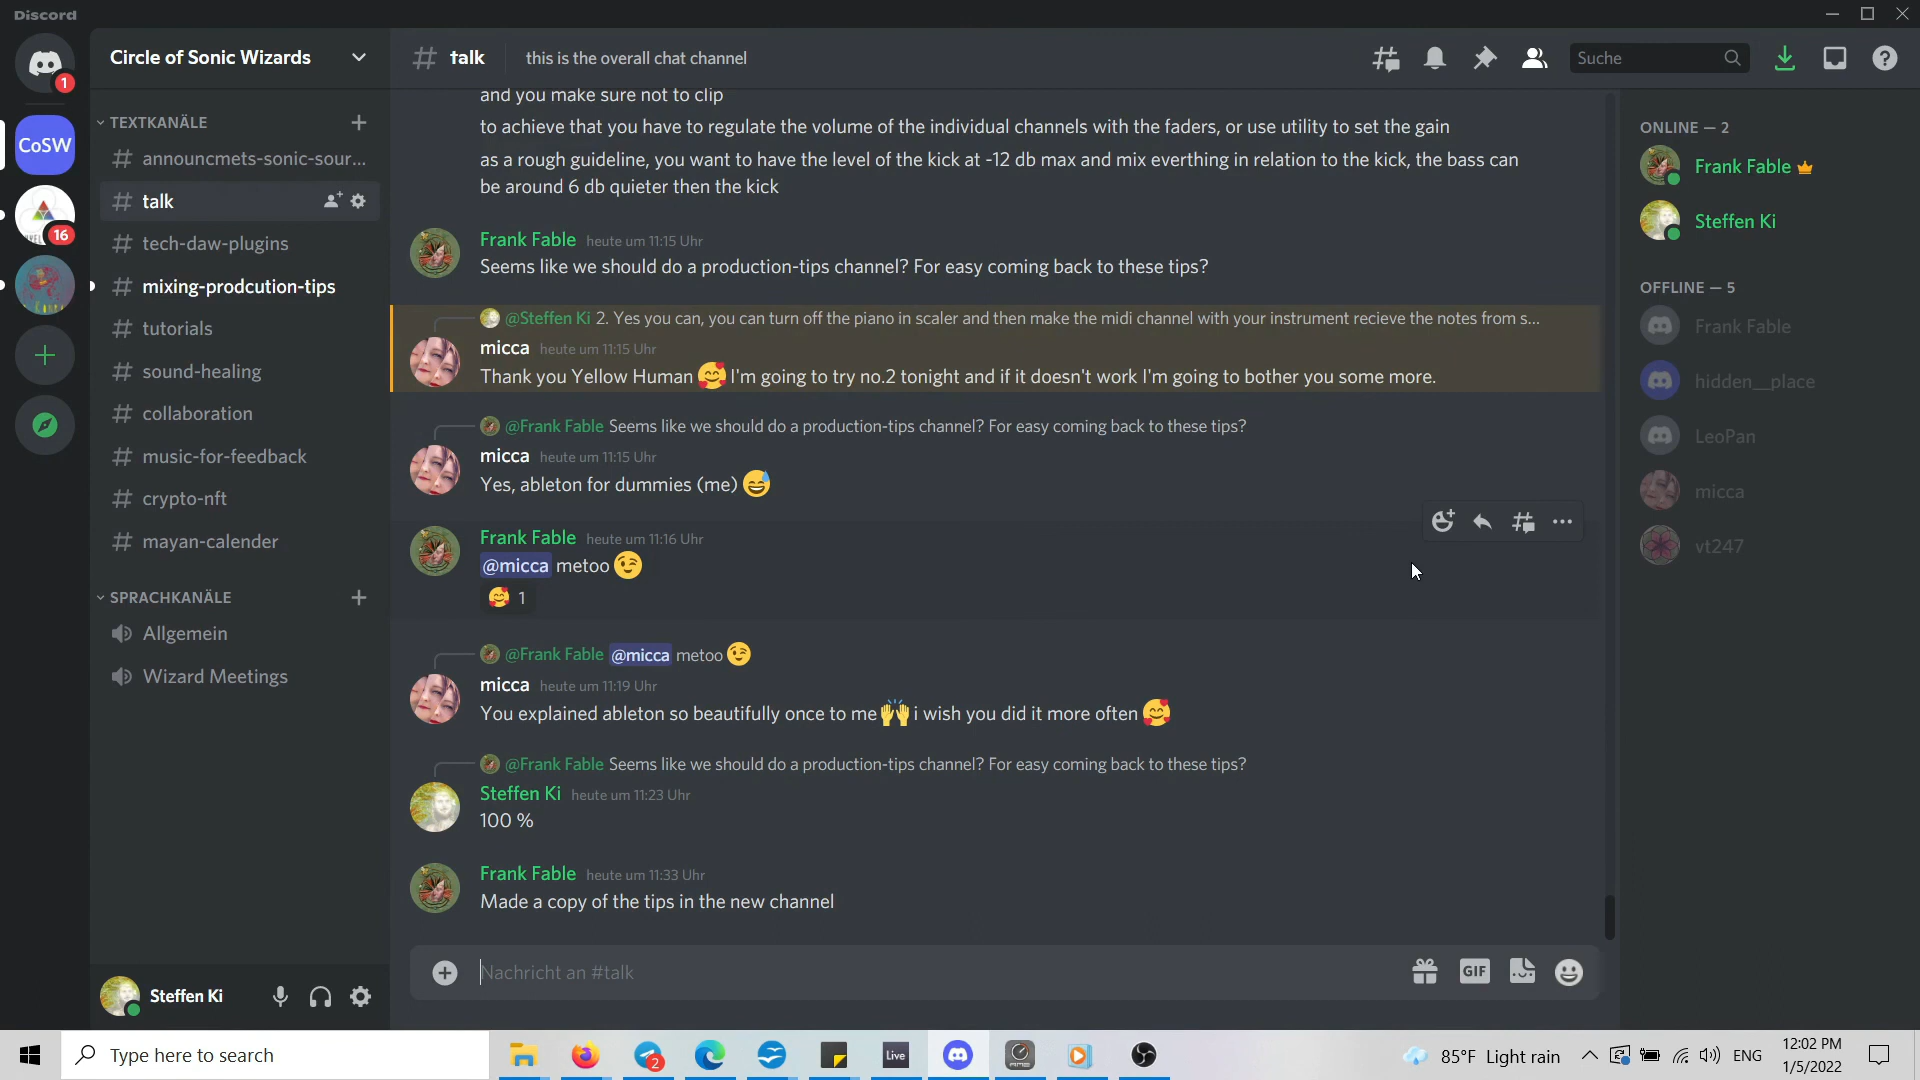 Discord
1
CoSW
16
Circle of Sonic Wizards
TEXTKANÄLE
announcmets-sonic-sour...
talk
tech-daw-plugins
mixing-prodcution-tips
tutorials
sound-healing
collaboration
music-for-feedback
crypto-nft
mayan-calender
SPRACHKANÄLE
Allgemein
Wizard Meetings
Steffen Ki
talk
this is the overall chat channel
Suche
and you make sure not to clip
to achieve that you have to regulate the volume of the individual channels with the faders, or use utility to set the gain
as a rough guideline, you want to have the level of the kick at -12 db max and mix everthing in relation to the kick, the bass can
be around 6 db quieter then the kick
Frank Fable heute um 11:15 Uhr
Seems like we should do a production-tips channel? For easy coming back to these tips?
@Steffen Ki 2. Yes you can, you can turn off the piano in scaler and then make the midi channel with your instrument recieve the notes from s...
micca heute um 11:15 Uhr
Thank you Yellow Human 🥰 I'm going to try no.2 tonight and if it doesn't work I'm going to bother you some more.
@Frank Fable Seems like we should do a production-tips channel? For easy coming back to these tips?
micca heute um 11:15 Uhr
Yes, ableton for dummies (me) 😅
Frank Fable heute um 11:16 Uhr
@micca metoo 😉
🥰 1
@Frank Fable @micca metoo 😉
micca heute um 11:19 Uhr
You explained ableton so beautifully once to me 🙌 i wish you did it more often 🥰
@Frank Fable Seems like we should do a production-tips channel? For easy coming back to these tips?
Steffen Ki heute um 11:23 Uhr
100 %
Frank Fable heute um 11:33 Uhr
Made a copy of the tips in the new channel
Nachricht an #talk
GIF
ONLINE — 2
Frank Fable
Steffen Ki
OFFLINE — 5
Frank Fable
hidden__place
LeoPan
micca
vt247
Type here to search
2
Live
85°F Light rain
ENG
12:02 PM
1/5/2022